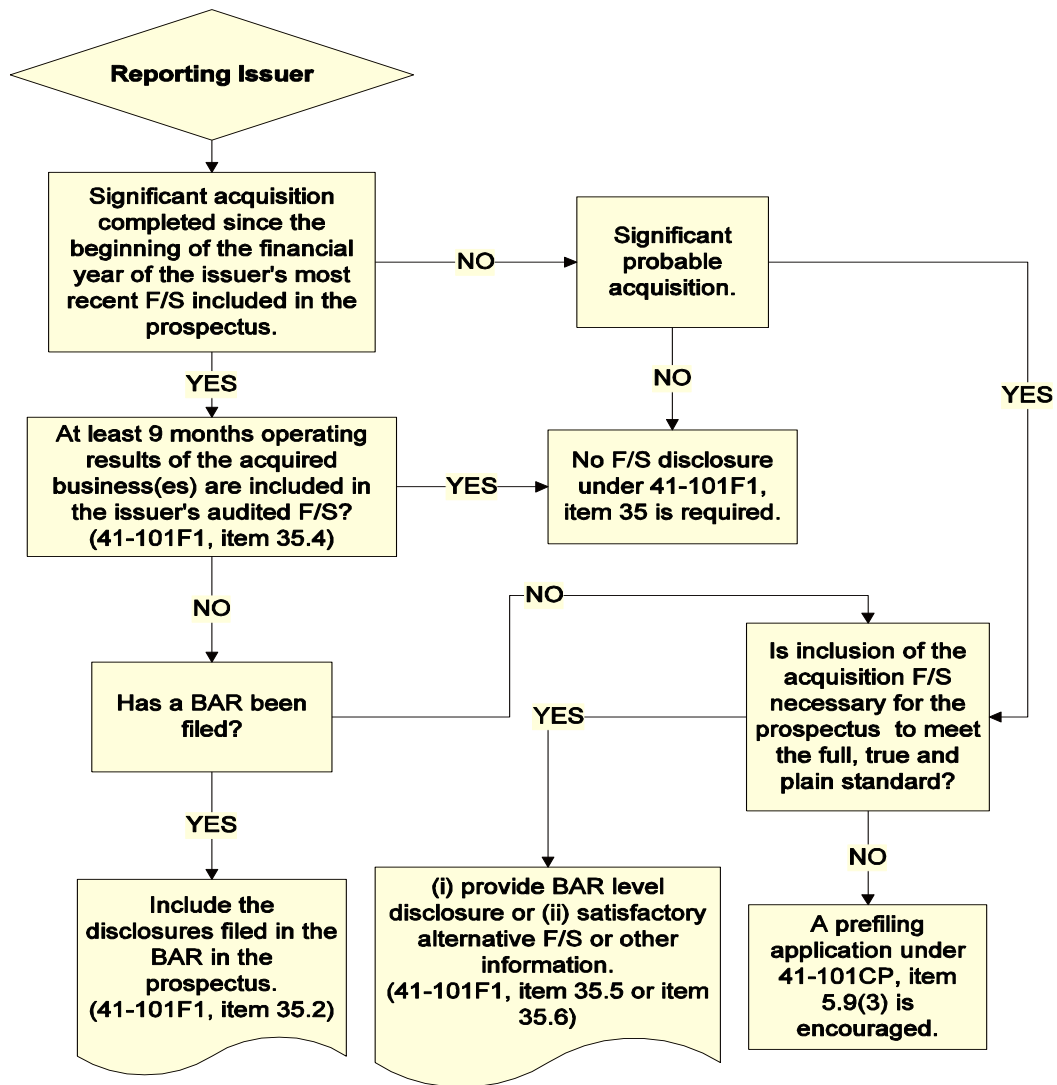 Reporting Issuer
Significant acquisition
completed since the
beginning of the financial
year of the issuer's most
recent F/S included in the
prospectus.
NO
Significant
probable
acquisition.
YES
NO
YES
At least 9 months operating
results of the acquired
business(es) are included in
the issuer's audited F/S?
(41-101F1, item 35.4)
YES
No F/S disclosure
under 41-101F1,
item 35 is required.
NO
NO
Has a BAR been
filed?
YES
Is inclusion of the
acquisition F/S
necessary for the
prospectus to meet
the full, true and
plain standard?
YES
NO
Include the
disclosures filed in the
BAR in the
prospectus.
(41-101F1, item 35.2)
(i) provide BAR level
disclosure or (ii) satisfactory
alternative F/S or other
information.
(41-101F1, item 35.5 or item
35.6)
A prefiling
application under
41-101CP, item
5.9(3) is
encouraged.